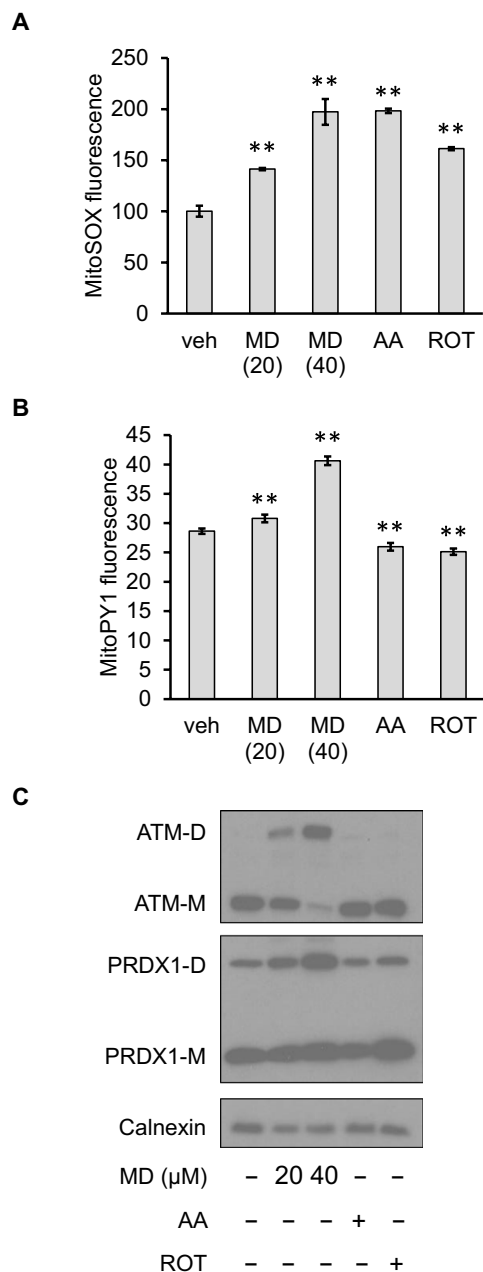 A
MitoSOX fluorescence
250
200
150
100
50
0
**
**
**
**
veh
MD
(20)
MD
(40)
AA
ROT
B
MitoPY1 fluorescence
45
40
35
30
25
20
15
10
5
0
**
**
**
**
veh
MD
(20)
MD
(40)
AA
ROT
C
ATM-D
ATM-M
PRDX1-D
PRDX1-M
Calnexin
MD (μM) – 20 40 – –
AA – – – + –
ROT – – – – +